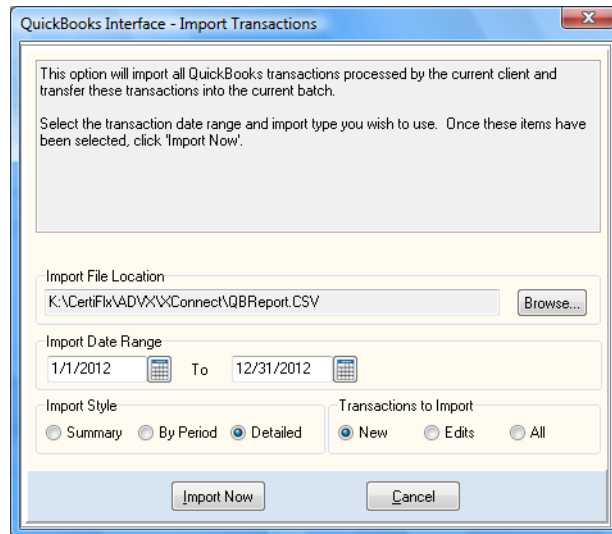 QuickBooks Interface - Import Transactions
This option will import all QuickBooks transactions processed by the current client and
transfer these transactions into the current batch.
Select the transaction date range and import type you wish to use.  Once these items have
been selected, click 'Import Now'.
Import File Location
K:\CertiFlx\ADVX\XConnect\QBReport.CSV
Browse...
Import Date Range
1/1/2012 To 12/31/2012
Import Style
Summary By Period Detailed
Transactions to Import
New Edits All
Import Now Cancel